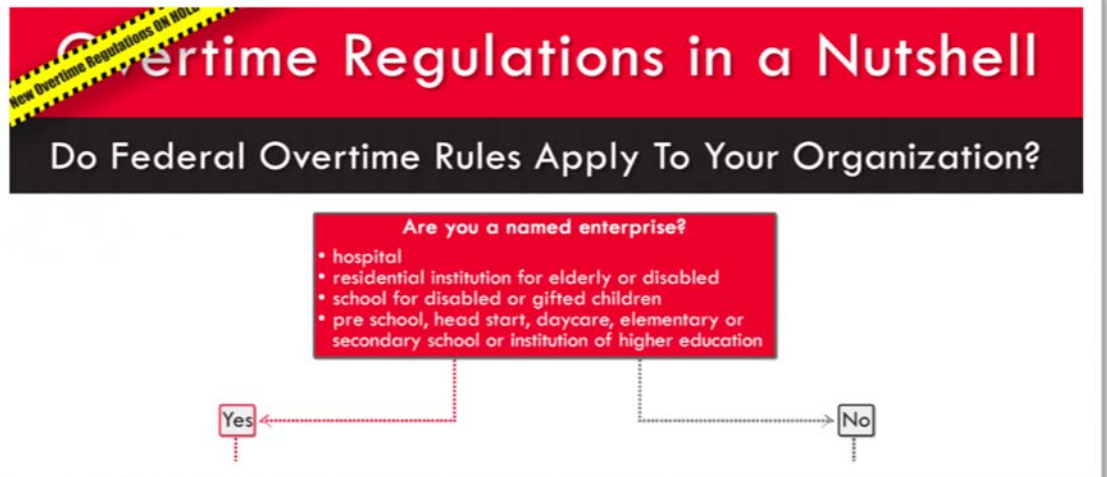 New Overtime Regulations ON HOLD
Overtime Regulations in a Nutshell
Do Federal Overtime Rules Apply To Your Organization?
Are you a named enterprise?
• hospital
• residential institution for elderly or disabled
• school for disabled or gifted children
• pre school, head start, daycare, elementary or
secondary school or institution of higher education
Yes
No